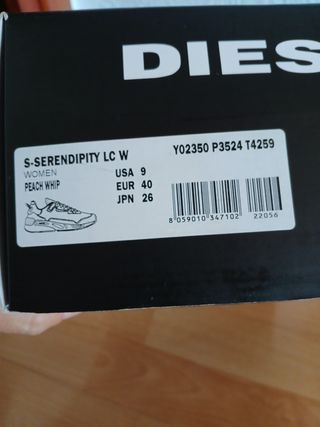 DIES
S-SERENDIPITY LC W
Y02350 P3524 T4259
WOMEN
PEACH WHIP
USA 9
EUR 40
JPN 26
8 059010 347102
22056